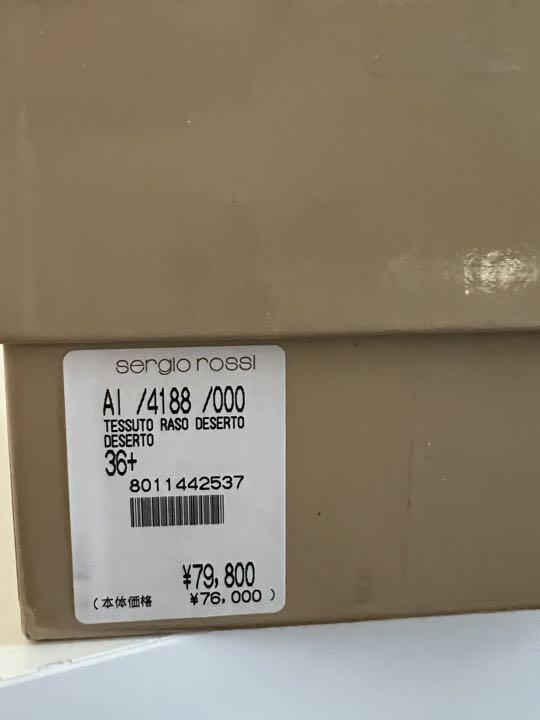 sergio rossi
AI /4188 /000
TESSUTO RASO DESERTO
DESERTO
36+
8011442537
¥79,800
(本体価格 ¥76,000 )